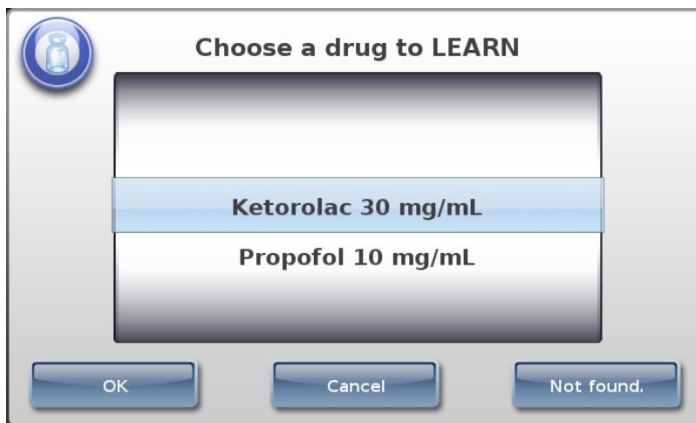 Choose a drug to LEARN
Ketorolac 30 mg/mL
Propofol 10 mg/mL
OK
Cancel
Not found.